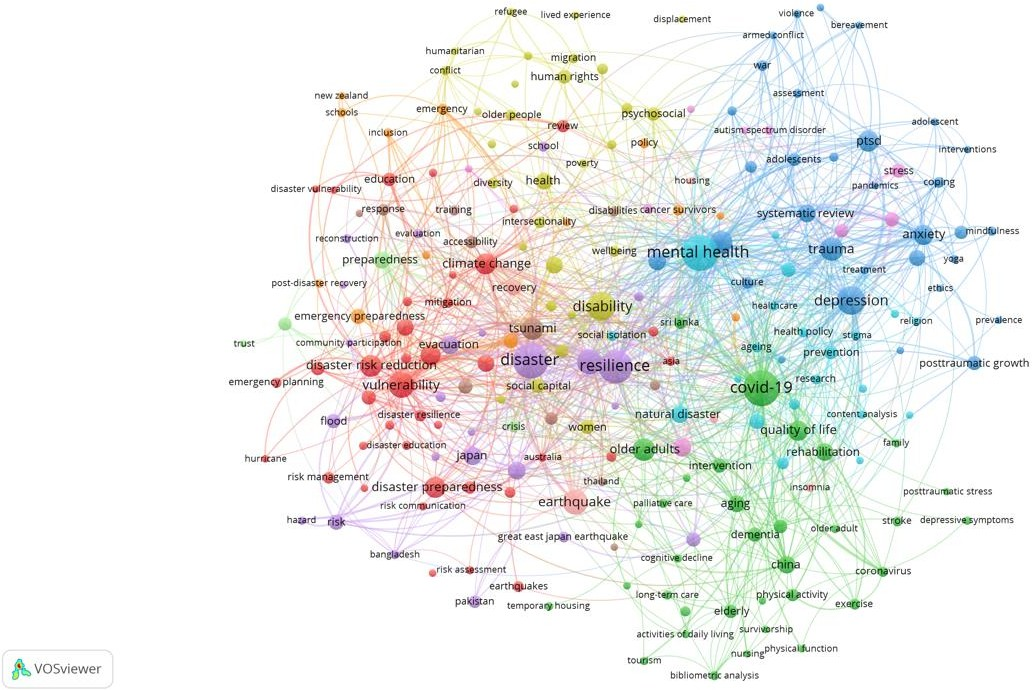 refugee
lived experience
displacement
violence
bereavement
armed conflict
humanitarian
migration
conflict
human rights
war
new zealand
schools
emergency
older people
psychosocial
assessment
adolescent
inclusion
review
policy
autism spectrum disorder
ptsd
school
interventions
poverty
adolescents
stress
disaster vulnerability
education
diversity
health
housing
pandemics
coping
response
training
disabilities
cancer survivors
systematic review
reconstruction
evaluation
intersectionality
anxiety
mindfulness
accessibility
preparedness
climate change
wellbeing
mental health
trauma
yoga
treatment
post-disaster recovery
recovery
culture
ethics
mitigation
disability
healthcare
depression
emergency preparedness
tsunami
sri lanka
religion
prevalence
social isolation
health policy
stigma
trust
community participation
evacuation
ageing
prevention
disaster risk reduction
disaster
resilience
asia
posttraumatic growth
emergency planning
vulnerability
social capital
covid-19
research
disaster resilience
natural disaster
content analysis
flood
crisis
women
quality of life
disaster education
older adults
rehabilitation
family
hurricane
japan
australia
intervention
risk management
disaster preparedness
thailand
insomnia
posttraumatic stress
risk communication
earthquake
palliative care
aging
hazard
risk
stroke
depressive symptoms
great east japan earthquake
dementia
older adult
bangladesh
cognitive decline
china
risk assessment
coronavirus
earthquakes
long-term care
physical activity
pakistan
temporary housing
elderly
exercise
activities of daily living
survivorship
nursing
physical function
tourism
bibliometric analysis
VOSviewer